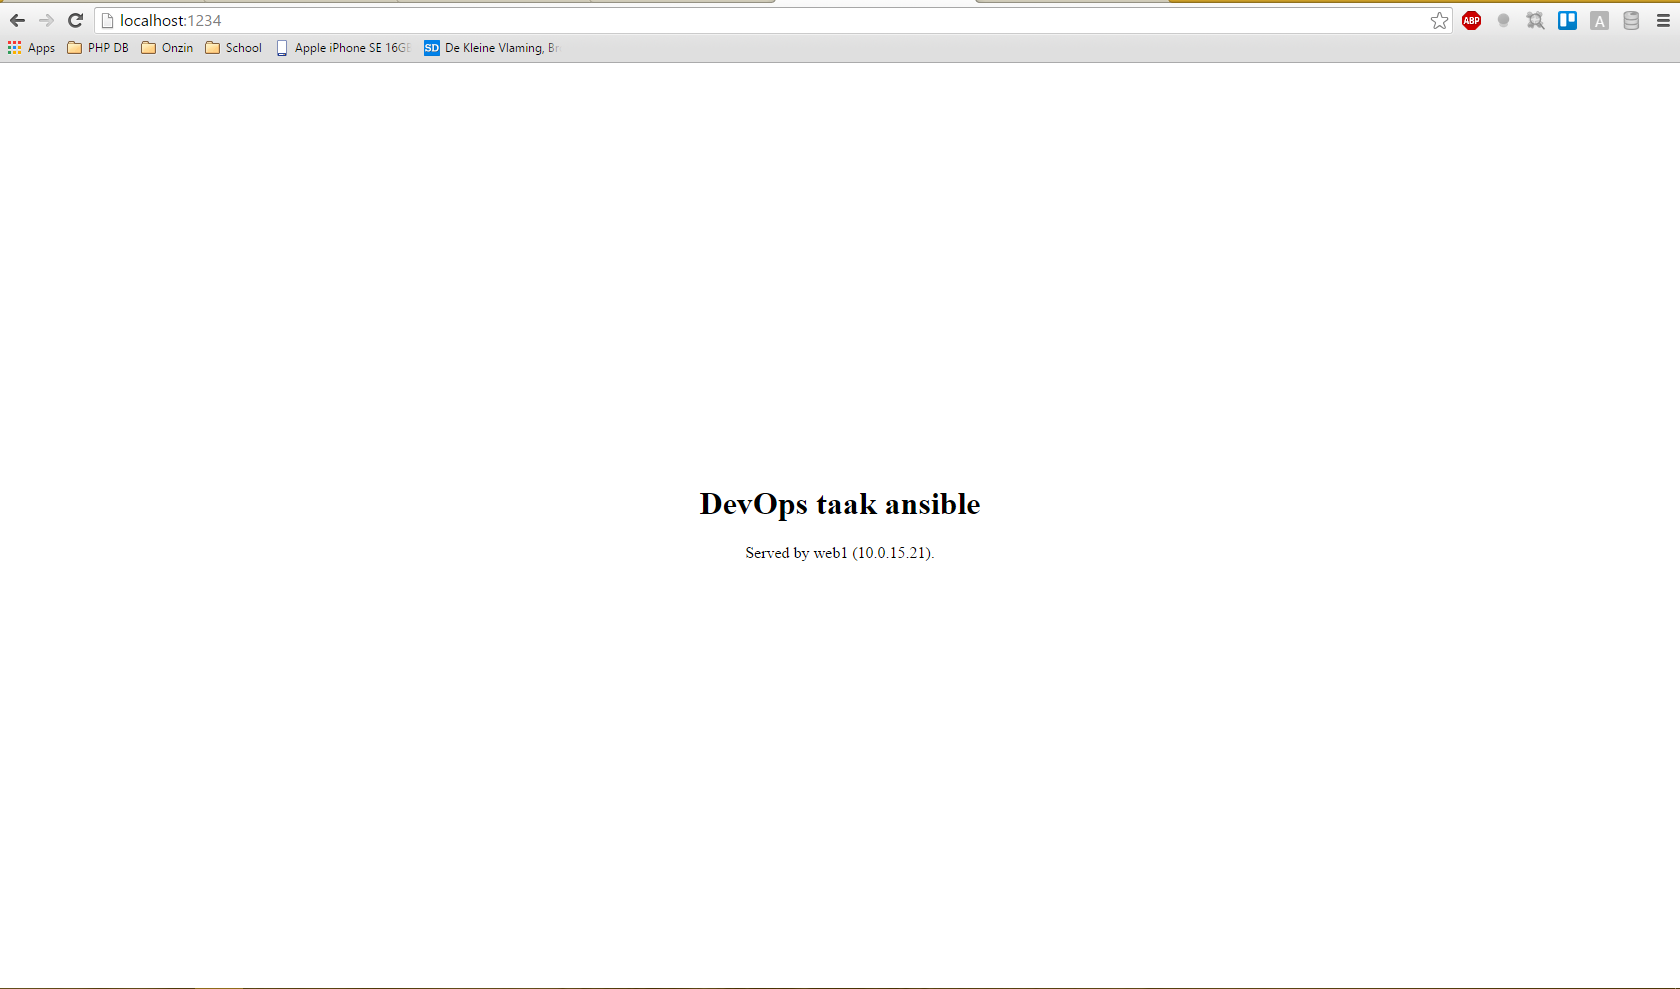 localhost:1234
ABP
A
Apps PHP DB Onzin School Apple iPhone SE 16GB SD De Kleine Vlaming, Br
DevOps taak ansible
Served by web1 (10.0.15.21).